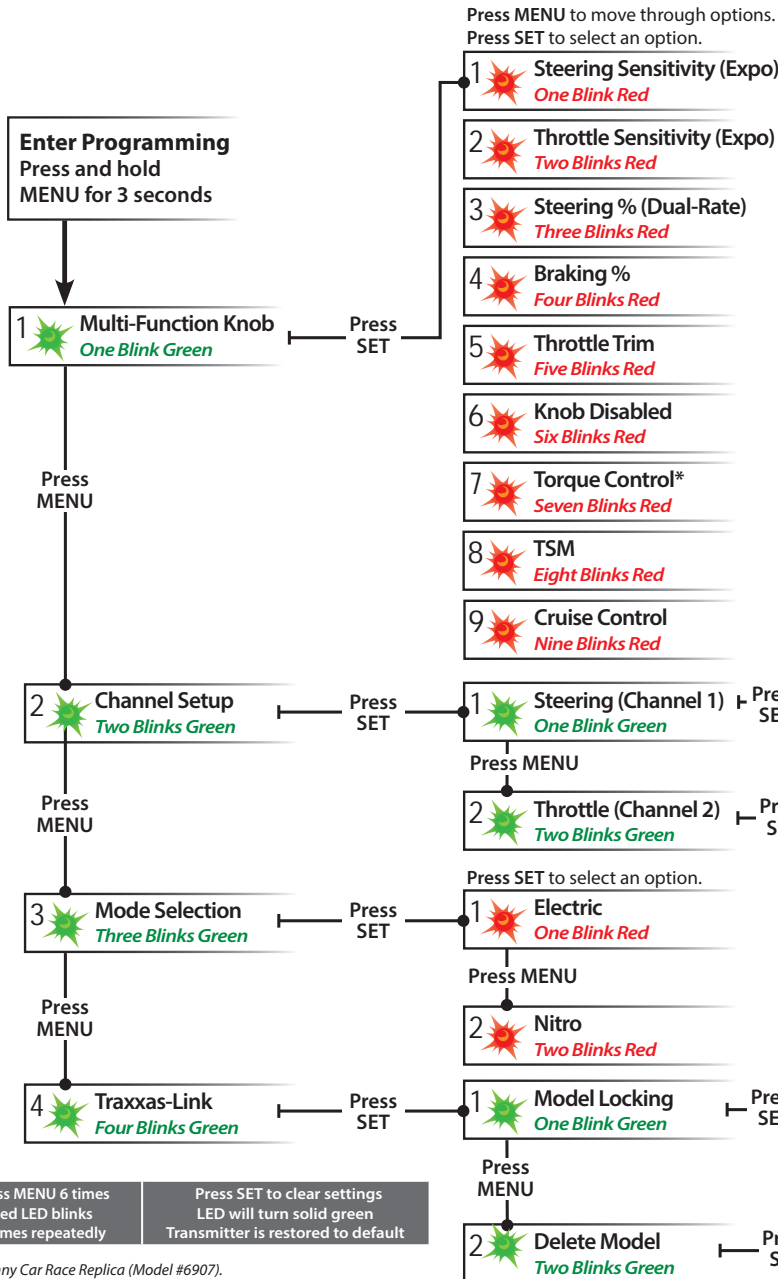 Press MENU to move through options.
Press SET to select an option.
Enter Programming
Press and hold
MENU for 3 seconds
1 Multi-Function Knob
One Blink Green
Press
SET
1 Steering Sensitivity (Expo)
One Blink Red
2 Throttle Sensitivity (Expo)
Two Blinks Red
3 Steering % (Dual-Rate)
Three Blinks Red
4 Braking %
Four Blinks Red
5 Throttle Trim
Five Blinks Red
6 Knob Disabled
Six Blinks Red
7 Torque Control*
Seven Blinks Red
8 TSM
Eight Blinks Red
9 Cruise Control
Nine Blinks Red
Press
MENU
2 Channel Setup
Two Blinks Green
Press
SET
1 Steering (Channel 1)
One Blink Green
Press MENU
2 Throttle (Channel 2)
Two Blinks Green
Press
MENU
3 Mode Selection
Three Blinks Green
Press
SET
Press SET to select an option.
1 Electric
One Blink Red
Press MENU
2 Nitro
Two Blinks Red
Press
MENU
4 Traxxas-Link
Four Blinks Green
Press
SET
1 Model Locking
One Blink Green
Press
MENU
2 Delete Model
Two Blinks Green
MENU 6 times
LED blinks
repeatedly
Press SET to clear settings
LED will turn solid green
Transmitter is restored to default
Car Race Replica (Model #6907).